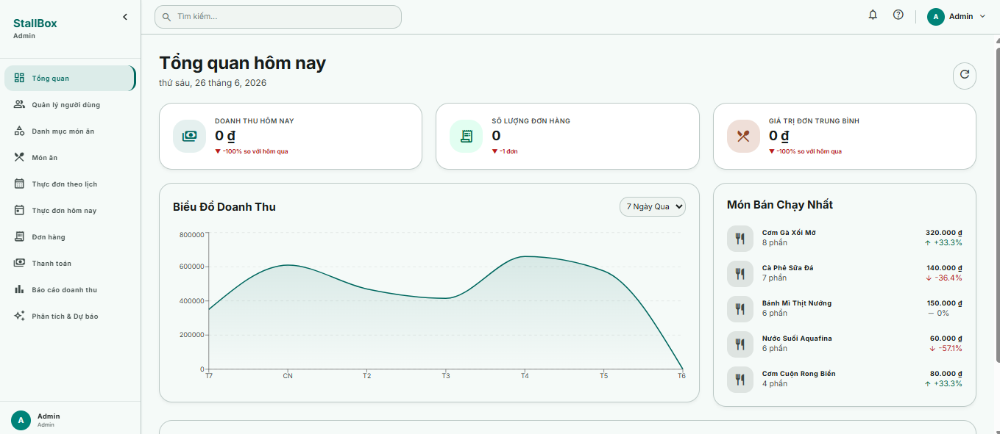 StallBox
Admin
Tổng quan
Quản lý người dùng
Danh mục món ăn
Món ăn
Thực đơn theo lịch
Thực đơn hôm nay
Đơn hàng
Thanh toán
Báo cáo doanh thu
Phân tích & Dự báo
A
Admin
Admin
Tìm kiếm...
A Admin
Tổng quan hôm nay
thứ sáu, 26 tháng 6, 2026
DOANH THU HÔM NAY
0 ₫
▼ -100% so với hôm qua
SỐ LƯỢNG ĐƠN HÀNG
0
▼ -1 đơn
GIÁ TRỊ ĐƠN TRUNG BÌNH
0 ₫
▼ -100% so với hôm qua
Biểu Đồ Doanh Thu
7 Ngày Qua
800000
600000
400000
200000
0
T7 CN T2 T3 T4 T5 T6
Món Bán Chạy Nhất
Cơm Gà Xối Mỡ 320.000 ₫
8 phần ↑ +33.3%
Cà Phê Sữa Đá 140.000 ₫
7 phần ↓ -36.4%
Bánh Mì Thịt Nướng 150.000 ₫
6 phần — 0%
Nước Suối Aquafina 60.000 ₫
6 phần ↓ -57.1%
Cơm Cuộn Rong Biển 80.000 ₫
4 phần ↑ +33.3%